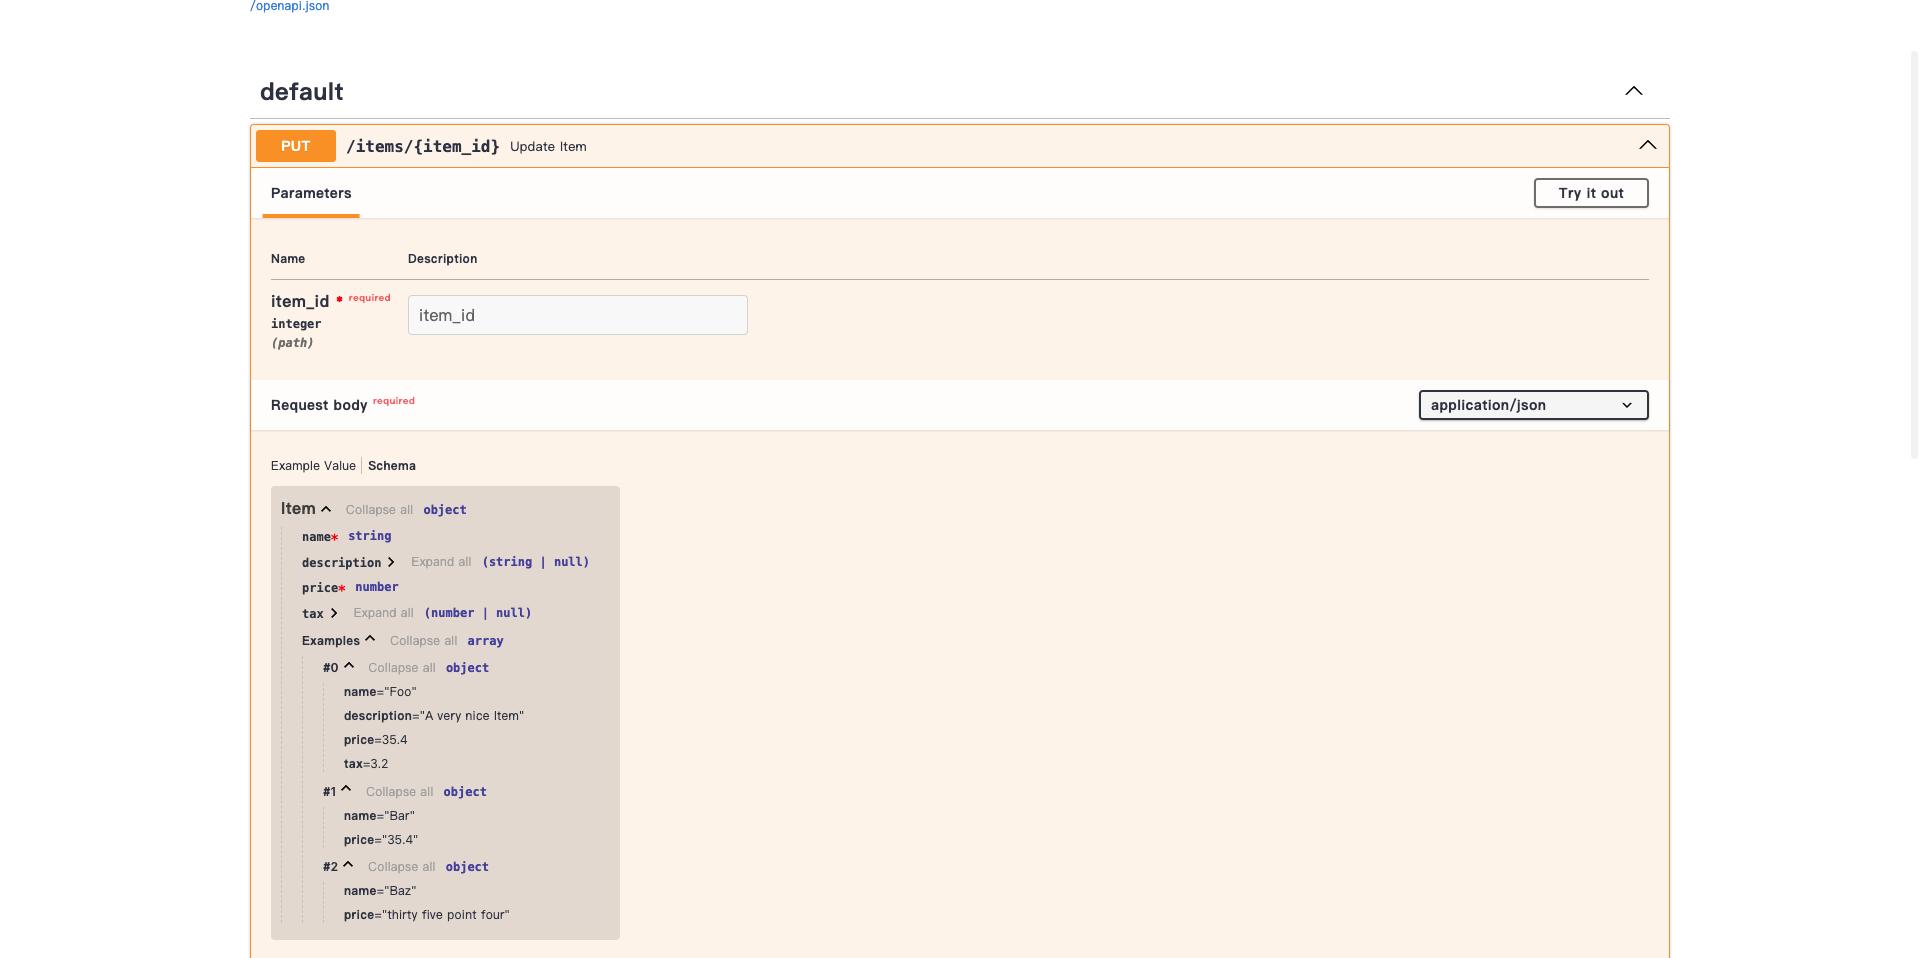 /openapi.json
default
PUT /items/{item_id} Update Item
Parameters Try it out
Name Description
item_id * required item_id
integer
(path)
Request body required application/json
Example Value Schema
Item Collapse all object
name* string
description Expand all (string | null)
price* number
tax Expand all (number | null)
Examples Collapse all array
#0 Collapse all object
name="Foo"
description="A very nice Item"
price=35.4
tax=3.2
#1 Collapse all object
name="Bar"
price="35.4"
#2 Collapse all object
name="Baz"
price="thirty five point four"